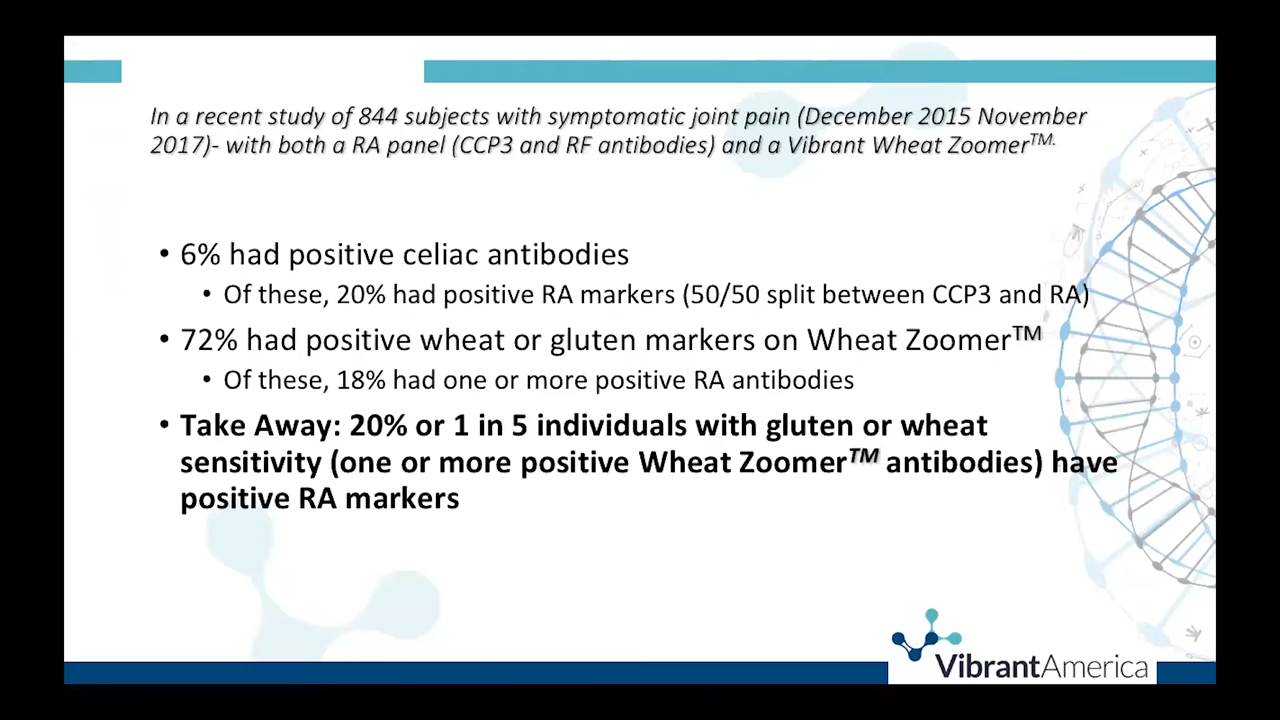 In a recent study of 844 subjects with symptomatic joint pain (December 2015 November
2017)- with both a RA panel (CCP3 and RF antibodies) and a Vibrant Wheat Zoomer™.
• 6% had positive celiac antibodies
• Of these, 20% had positive RA markers (50/50 split between CCP3 and RA)
• 72% had positive wheat or gluten markers on Wheat Zoomer™
• Of these, 18% had one or more positive RA antibodies
• Take Away: 20% or 1 in 5 individuals with gluten or wheat
sensitivity (one or more positive Wheat Zoomer™ antibodies) have
positive RA markers
VibrantAmerica